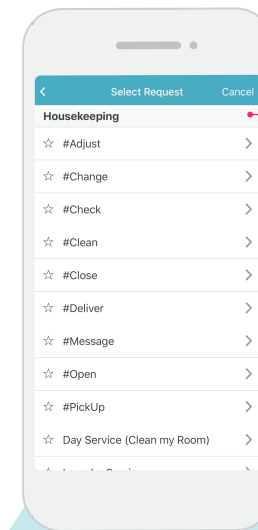 Select Request Cancel
Housekeeping
#Adjust
#Change
#Check
#Clean
#Close
#Deliver
#Message
#Open
#PickUp
Day Service (Clean my Room)